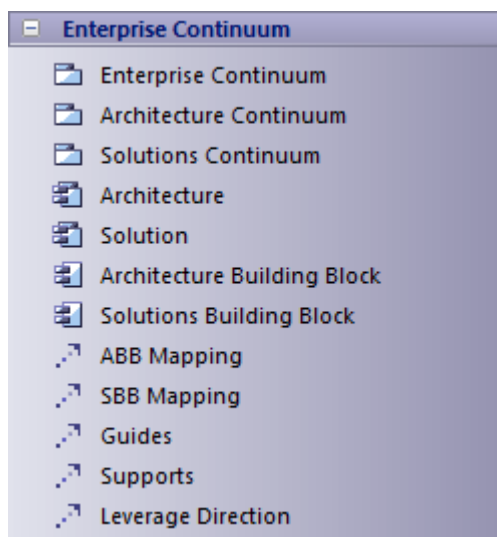 Enterprise Continuum
Enterprise Continuum
Architecture Continuum
Solutions Continuum
Architecture
Solution
Architecture Building Block
Solutions Building Block
ABB Mapping
SBB Mapping
Guides
Supports
Leverage Direction